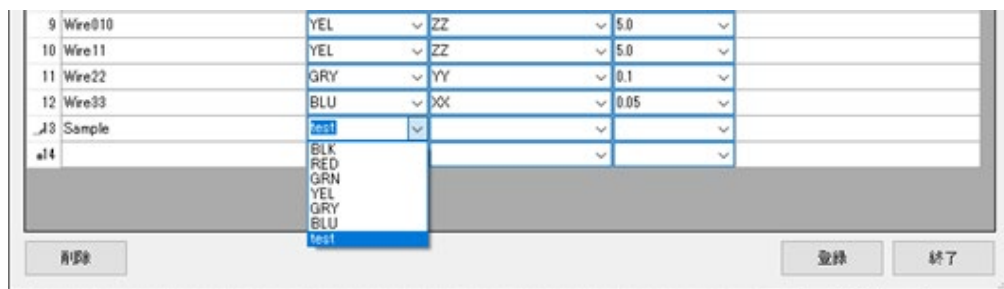 9 Wire010 YEL ZZ 5.0
10 Wire11 YEL ZZ 5.0
11 Wire22 GRY YY 0.1
12 Wire33 BLU XX 0.05
13 Sample test
14
BLK
RED
GRN
YEL
GRY
BLU
test
削除 登録 終了